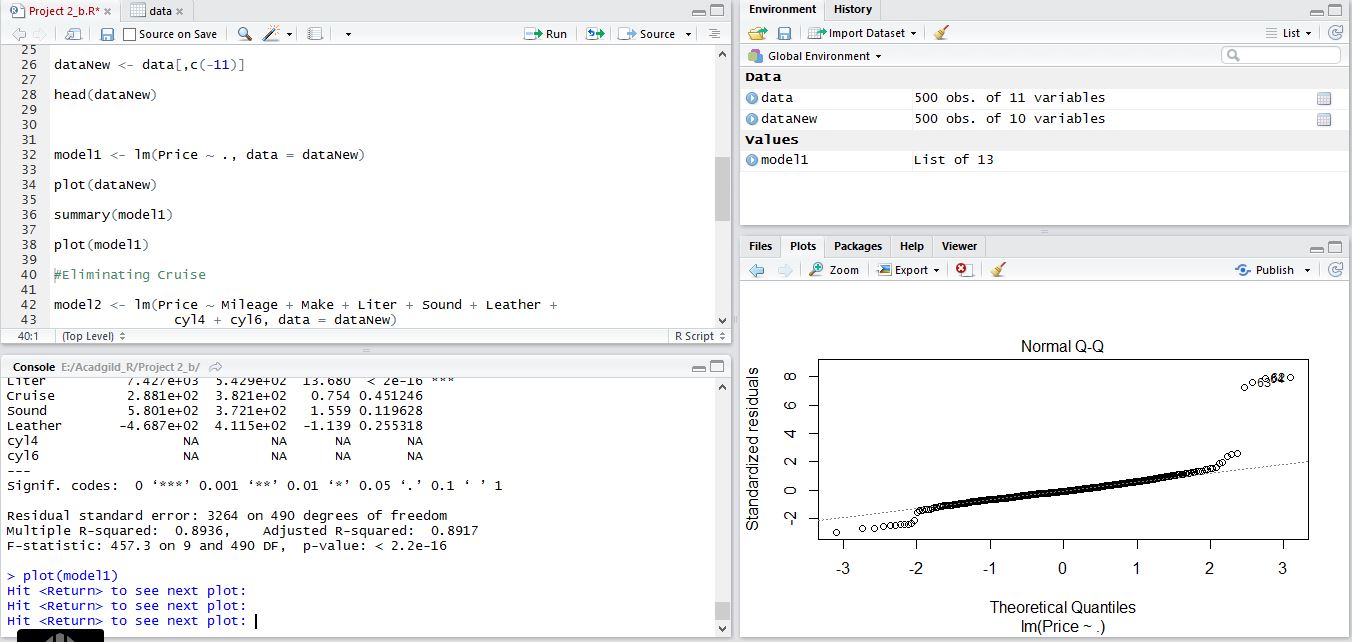 Project 2_b.R* ×
data ×
Source on Save
Run
Source
25
26 dataNew <- data[,c(-11)]
27
28 head(dataNew)
29
30
31
32 model1 <- lm(Price ~ ., data = dataNew)
33
34 plot(dataNew)
35
36 summary(model1)
37
38 plot(model1)
39
40 #Eliminating Cruise
41
42 model2 <- lm(Price ~ Mileage + Make + Liter + Sound + Leather +
43 cyl4 + cyl6, data = dataNew)
40:1 (Top Level) R Script
Console E:/Acadgild_R/Project 2_b/
Liter 7.427e+03 5.429e+02 13.680 < 2e-16 ***
Cruise 2.881e+02 3.821e+02 0.754 0.451246
Sound 5.801e+02 3.721e+02 1.559 0.119628
Leather -4.687e+02 4.115e+02 -1.139 0.255318
cyl4 NA NA NA NA
cyl6 NA NA NA NA
---
Signif. codes: 0 ‘***’ 0.001 ‘**’ 0.01 ‘*’ 0.05 ‘.’ 0.1 ‘ ’ 1
Residual standard error: 3264 on 490 degrees of freedom
Multiple R-squared: 0.8936, Adjusted R-squared: 0.8917
F-statistic: 457.3 on 9 and 490 DF, p-value: < 2.2e-16
> plot(model1)
Hit <Return> to see next plot:
Hit <Return> to see next plot:
Hit <Return> to see next plot:
Environment History
Import Dataset List
Global Environment
Data
data 500 obs. of 11 variables
dataNew 500 obs. of 10 variables
Values
model1 List of 13
Files Plots Packages Help Viewer
Zoom Export Publish
Normal Q-Q
Standardized residuals
8
6
4
2
0
-2
-3 -2 -1 0 1 2 3
Theoretical Quantiles
lm(Price ~ .)